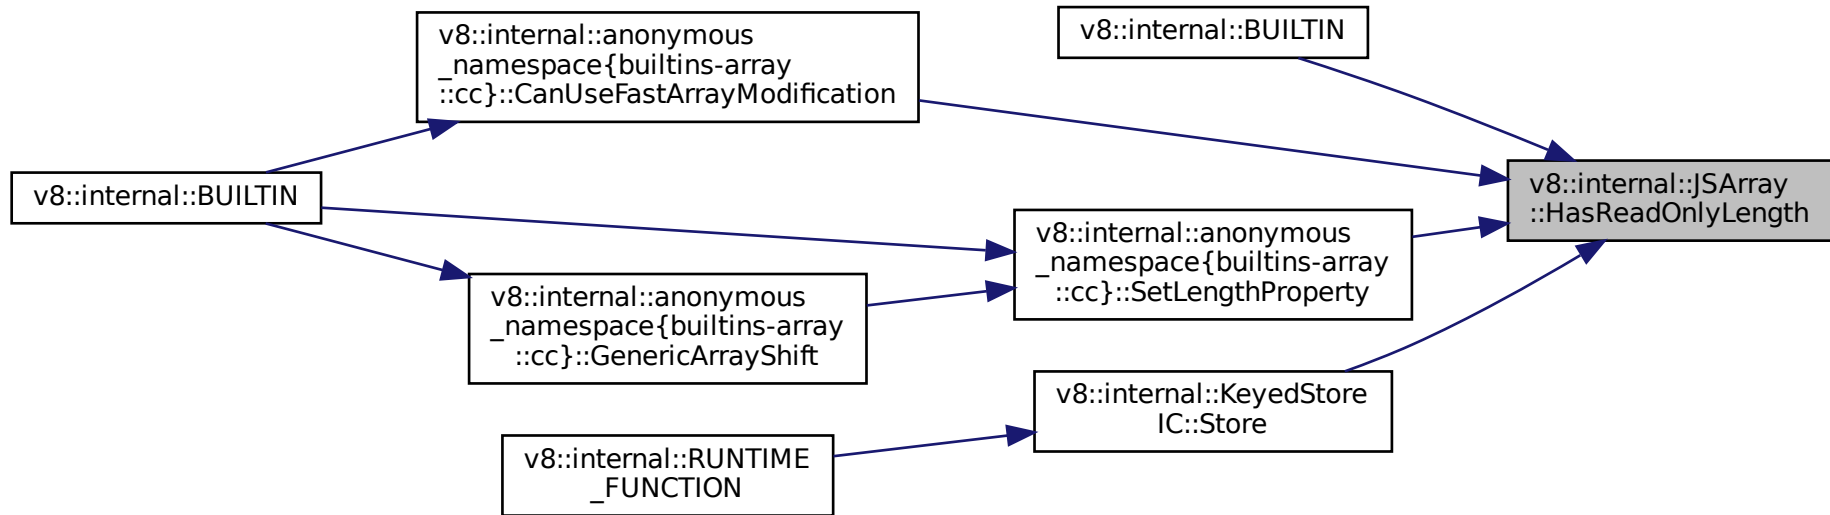 v8::internal::anonymous
_namespace{builtins-array
::cc}::CanUseFastArrayModification
v8::internal::BUILTIN
v8::internal::JSArray
::HasReadOnlyLength
v8::internal::BUILTIN
v8::internal::anonymous
_namespace{builtins-array
::cc}::SetLengthProperty
v8::internal::anonymous
_namespace{builtins-array
::cc}::GenericArrayShift
v8::internal::KeyedStore
IC::Store
v8::internal::RUNTIME
_FUNCTION